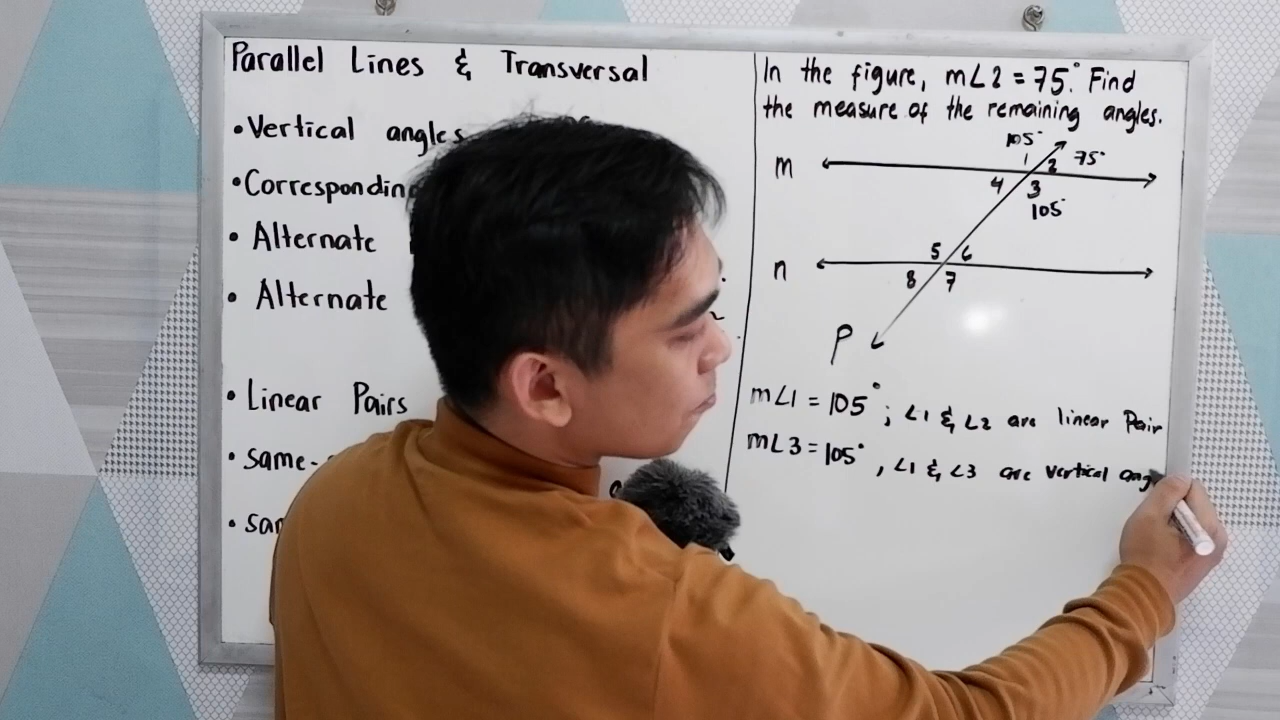 Parallel Lines & Transversal
• Vertical angles
• Corresponding
• Alternate
• Alternate
• Linear Pairs
• same-
In the figure, m∠2 = 75°. Find
the measure of the remaining angles.
105°
m 1 2 75°
4 3
105°
5 6
n
8 7
P
m∠1 = 105° ; ∠1 & ∠2 are linear Pair
m∠3 = 105° , ∠1 & ∠3 are vertical ang